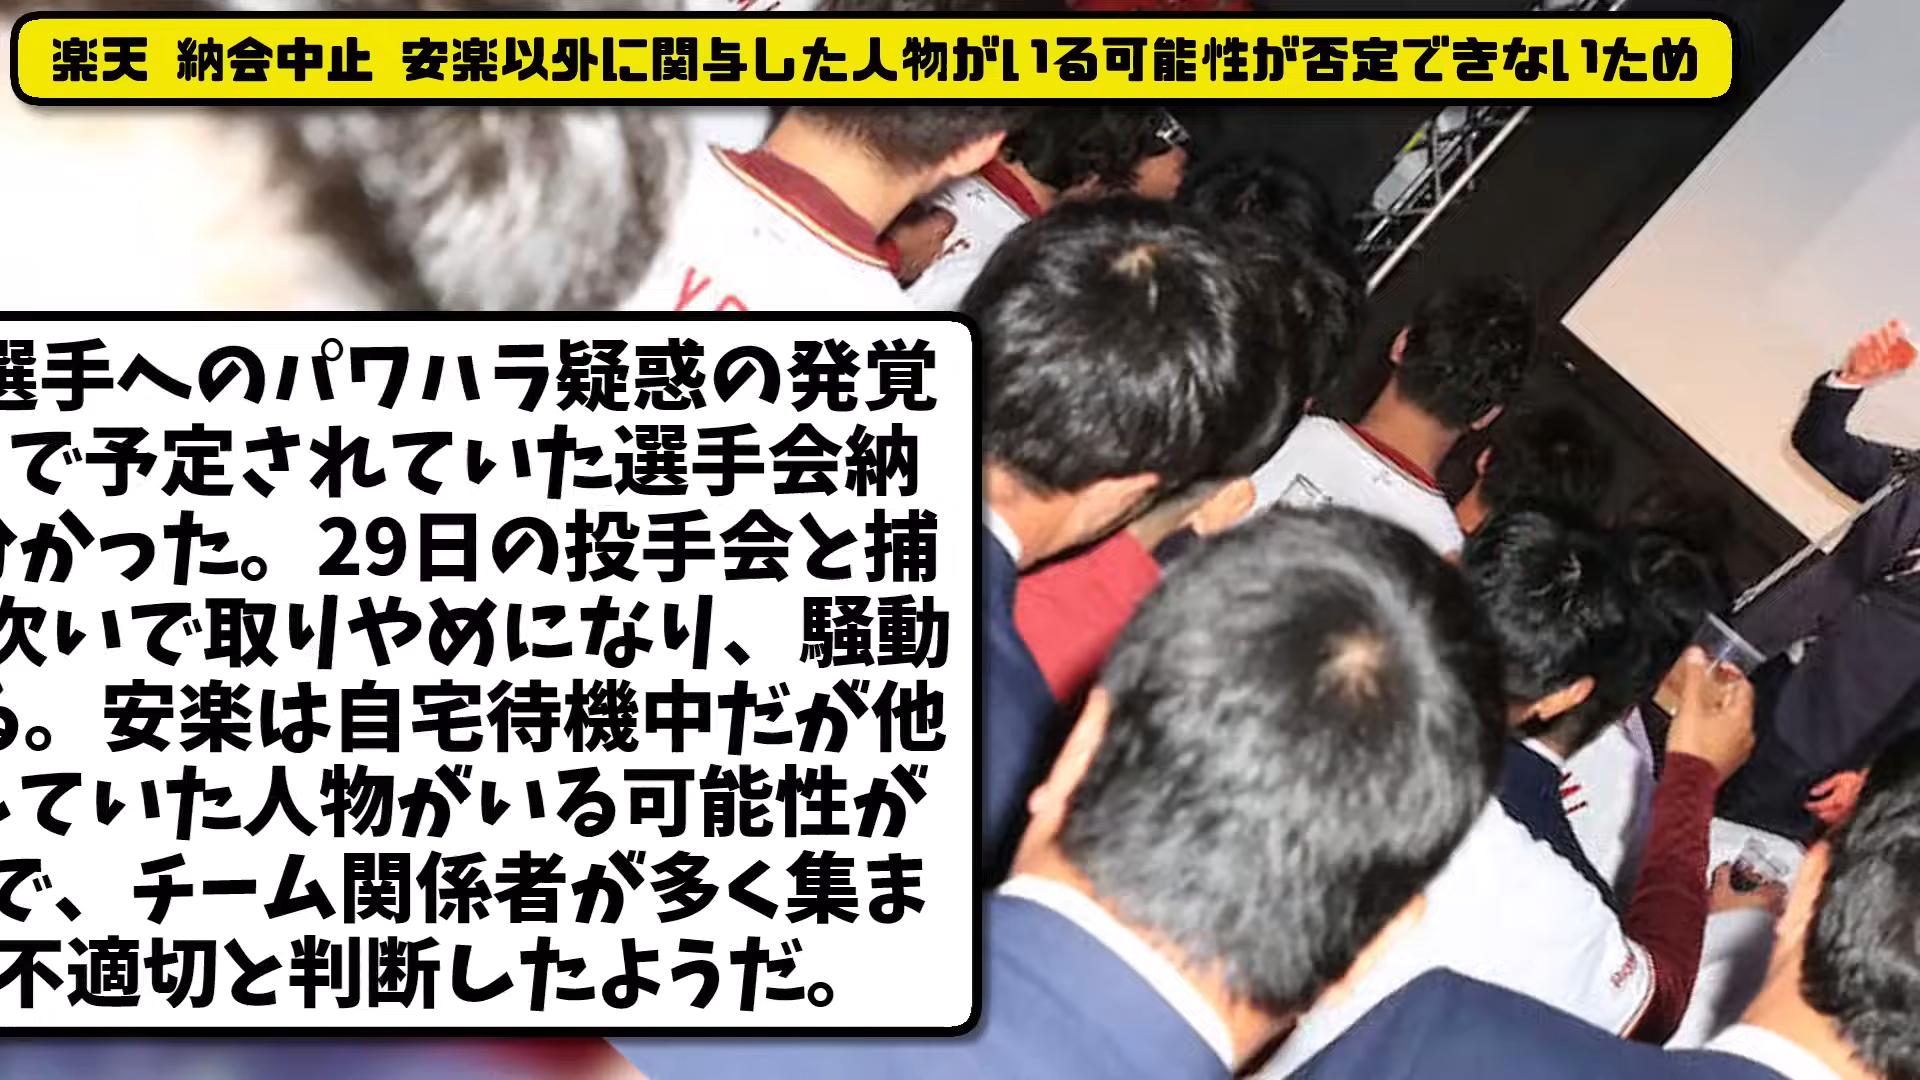 楽天 納会中止 安楽以外に関与した人物がいる可能性が否定できないため
選手へのパワハラ疑惑の発覚
で予定されていた選手会納
分かった。29日の投手会と捕
次いで取りやめになり、騒動
る。安楽は自宅待機中だが他
していた人物がいる可能性が
で、チーム関係者が多く集ま
不適切と判断したようだ。